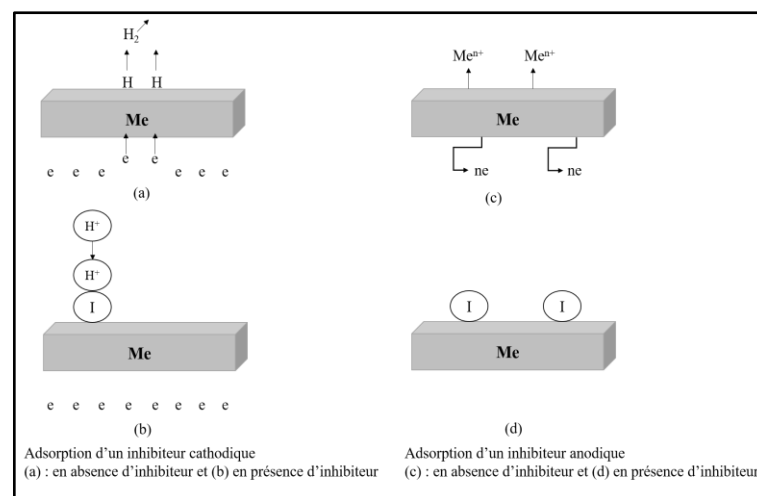 H₂
H H
Me
e e
e e e e e e
(a)
H⁺
H⁺
I
Me
e e e e e e e e
(b)
Adsorption d’un inhibiteur cathodique
(a) : en absence d’inhibiteur et (b) en présence d’inhibiteur
Meⁿ⁺ Meⁿ⁺
Me
ne ne
(c)
I I
Me
(d)
Adsorption d’un inhibiteur anodique
(c) : en absence d’inhibiteur et (d) en présence d’inhibiteur